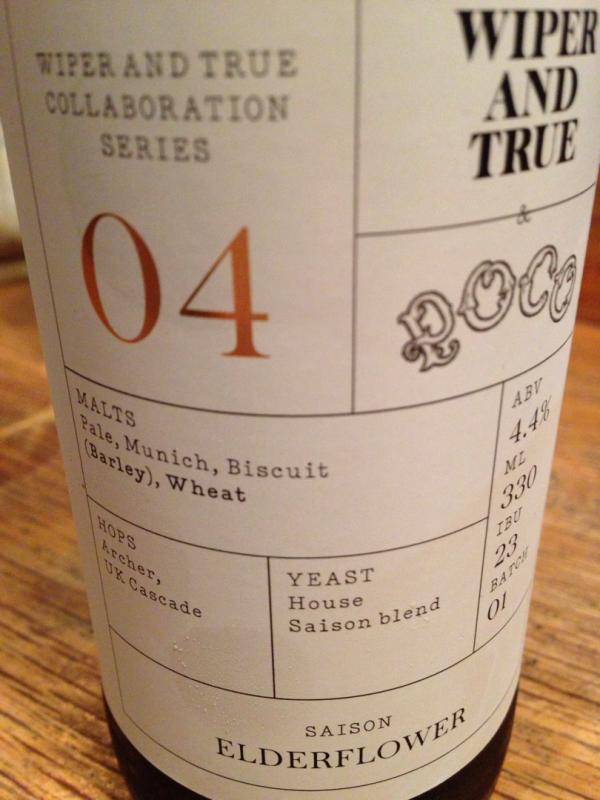 WIPER AND TRUE
COLLABORATION
SERIES
04
WIPER
AND
TRUE
&
POCO
MALTS
Pale, Munich, Biscuit
(Barley), Wheat
HOPS
Archer,
UK Cascade
YEAST
House
Saison blend
ABV
4.4%
ML
330
IBU
23
BATCH
01
SAISON
ELDERFLOWER